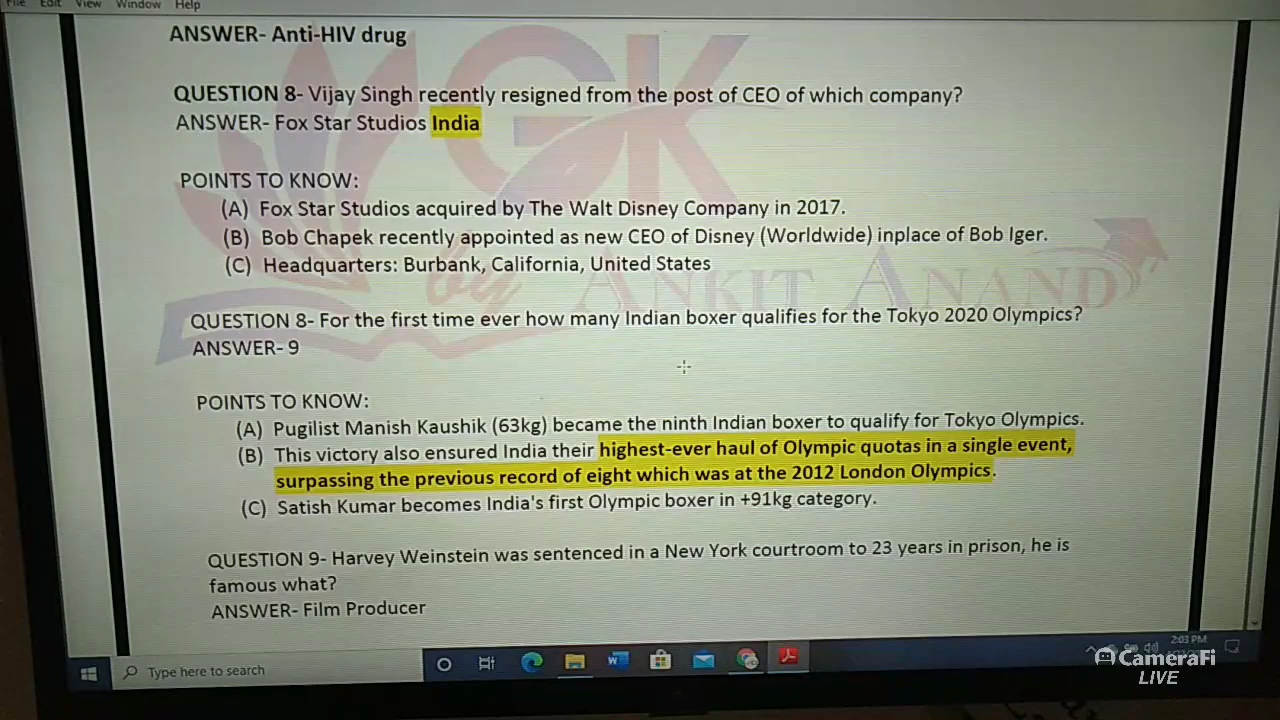 File Edit View Window Help
ANSWER- Anti-HIV drug
QUESTION 8- Vijay Singh recently resigned from the post of CEO of which company?
ANSWER- Fox Star Studios India
POINTS TO KNOW:
(A) Fox Star Studios acquired by The Walt Disney Company in 2017.
(B) Bob Chapek recently appointed as new CEO of Disney (Worldwide) inplace of Bob Iger.
(C) Headquarters: Burbank, California, United States
GK
by ANKIT ANAND
QUESTION 8- For the first time ever how many Indian boxer qualifies for the Tokyo 2020 Olympics?
ANSWER- 9
POINTS TO KNOW:
(A) Pugilist Manish Kaushik (63kg) became the ninth Indian boxer to qualify for Tokyo Olympics.
(B) This victory also ensured India their highest-ever haul of Olympic quotas in a single event,
surpassing the previous record of eight which was at the 2012 London Olympics.
(C) Satish Kumar becomes India's first Olympic boxer in +91kg category.
QUESTION 9- Harvey Weinstein was sentenced in a New York courtroom to 23 years in prison, he is
famous what?
ANSWER- Film Producer
Type here to search
2:03 PM
CameraFi
LIVE